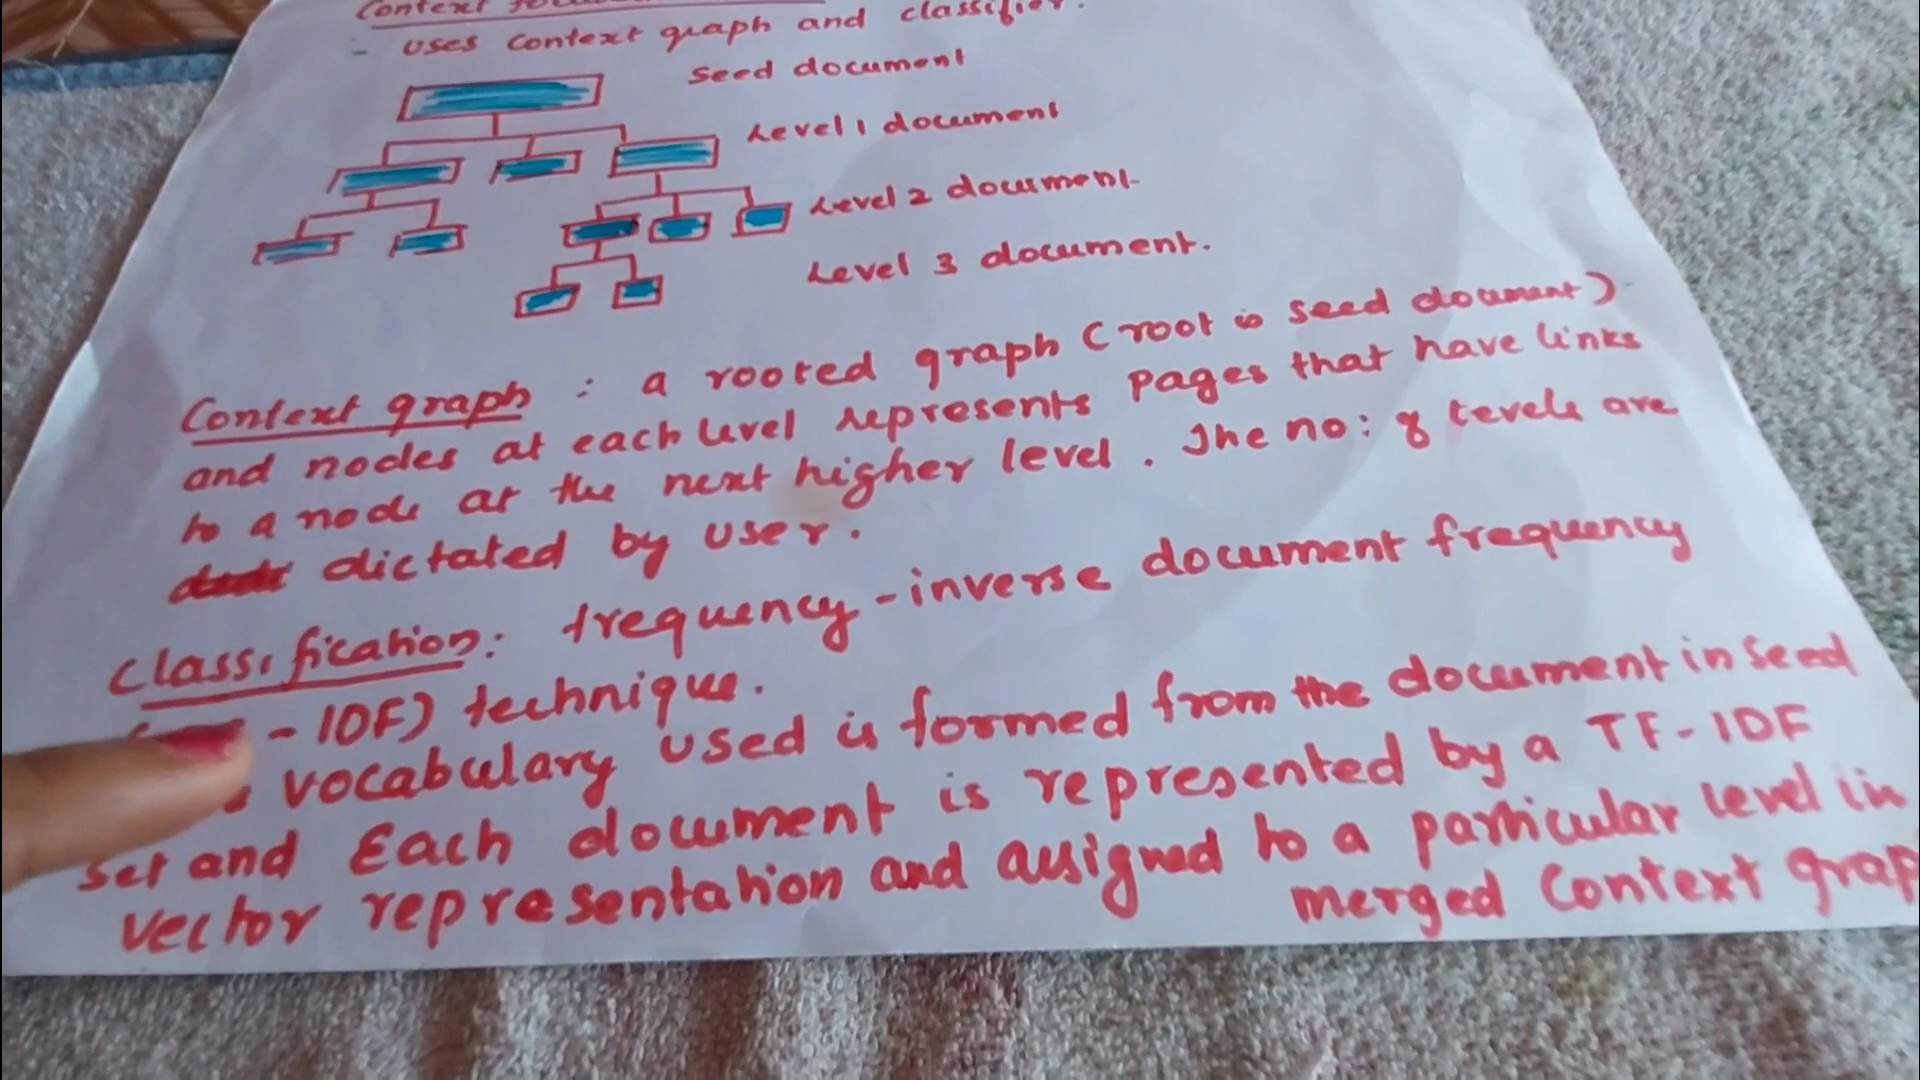 Context
- uses context graph and classifier.
seed document
Level 1 document
Level 2 document.
Level 3 document.
Context graph : a rooted graph (root is seed document)
and nodes at each level represents pages that have links
to a node at the next higher level. The no: of levels are
dictated by user.
Classification: frequency-inverse document frequency
-IDF) technique.
vocabulary used is formed from the document in seed
set and Each document is represented by a TF-IDF
vector representation and assigned to a particular level in
merged Context grap